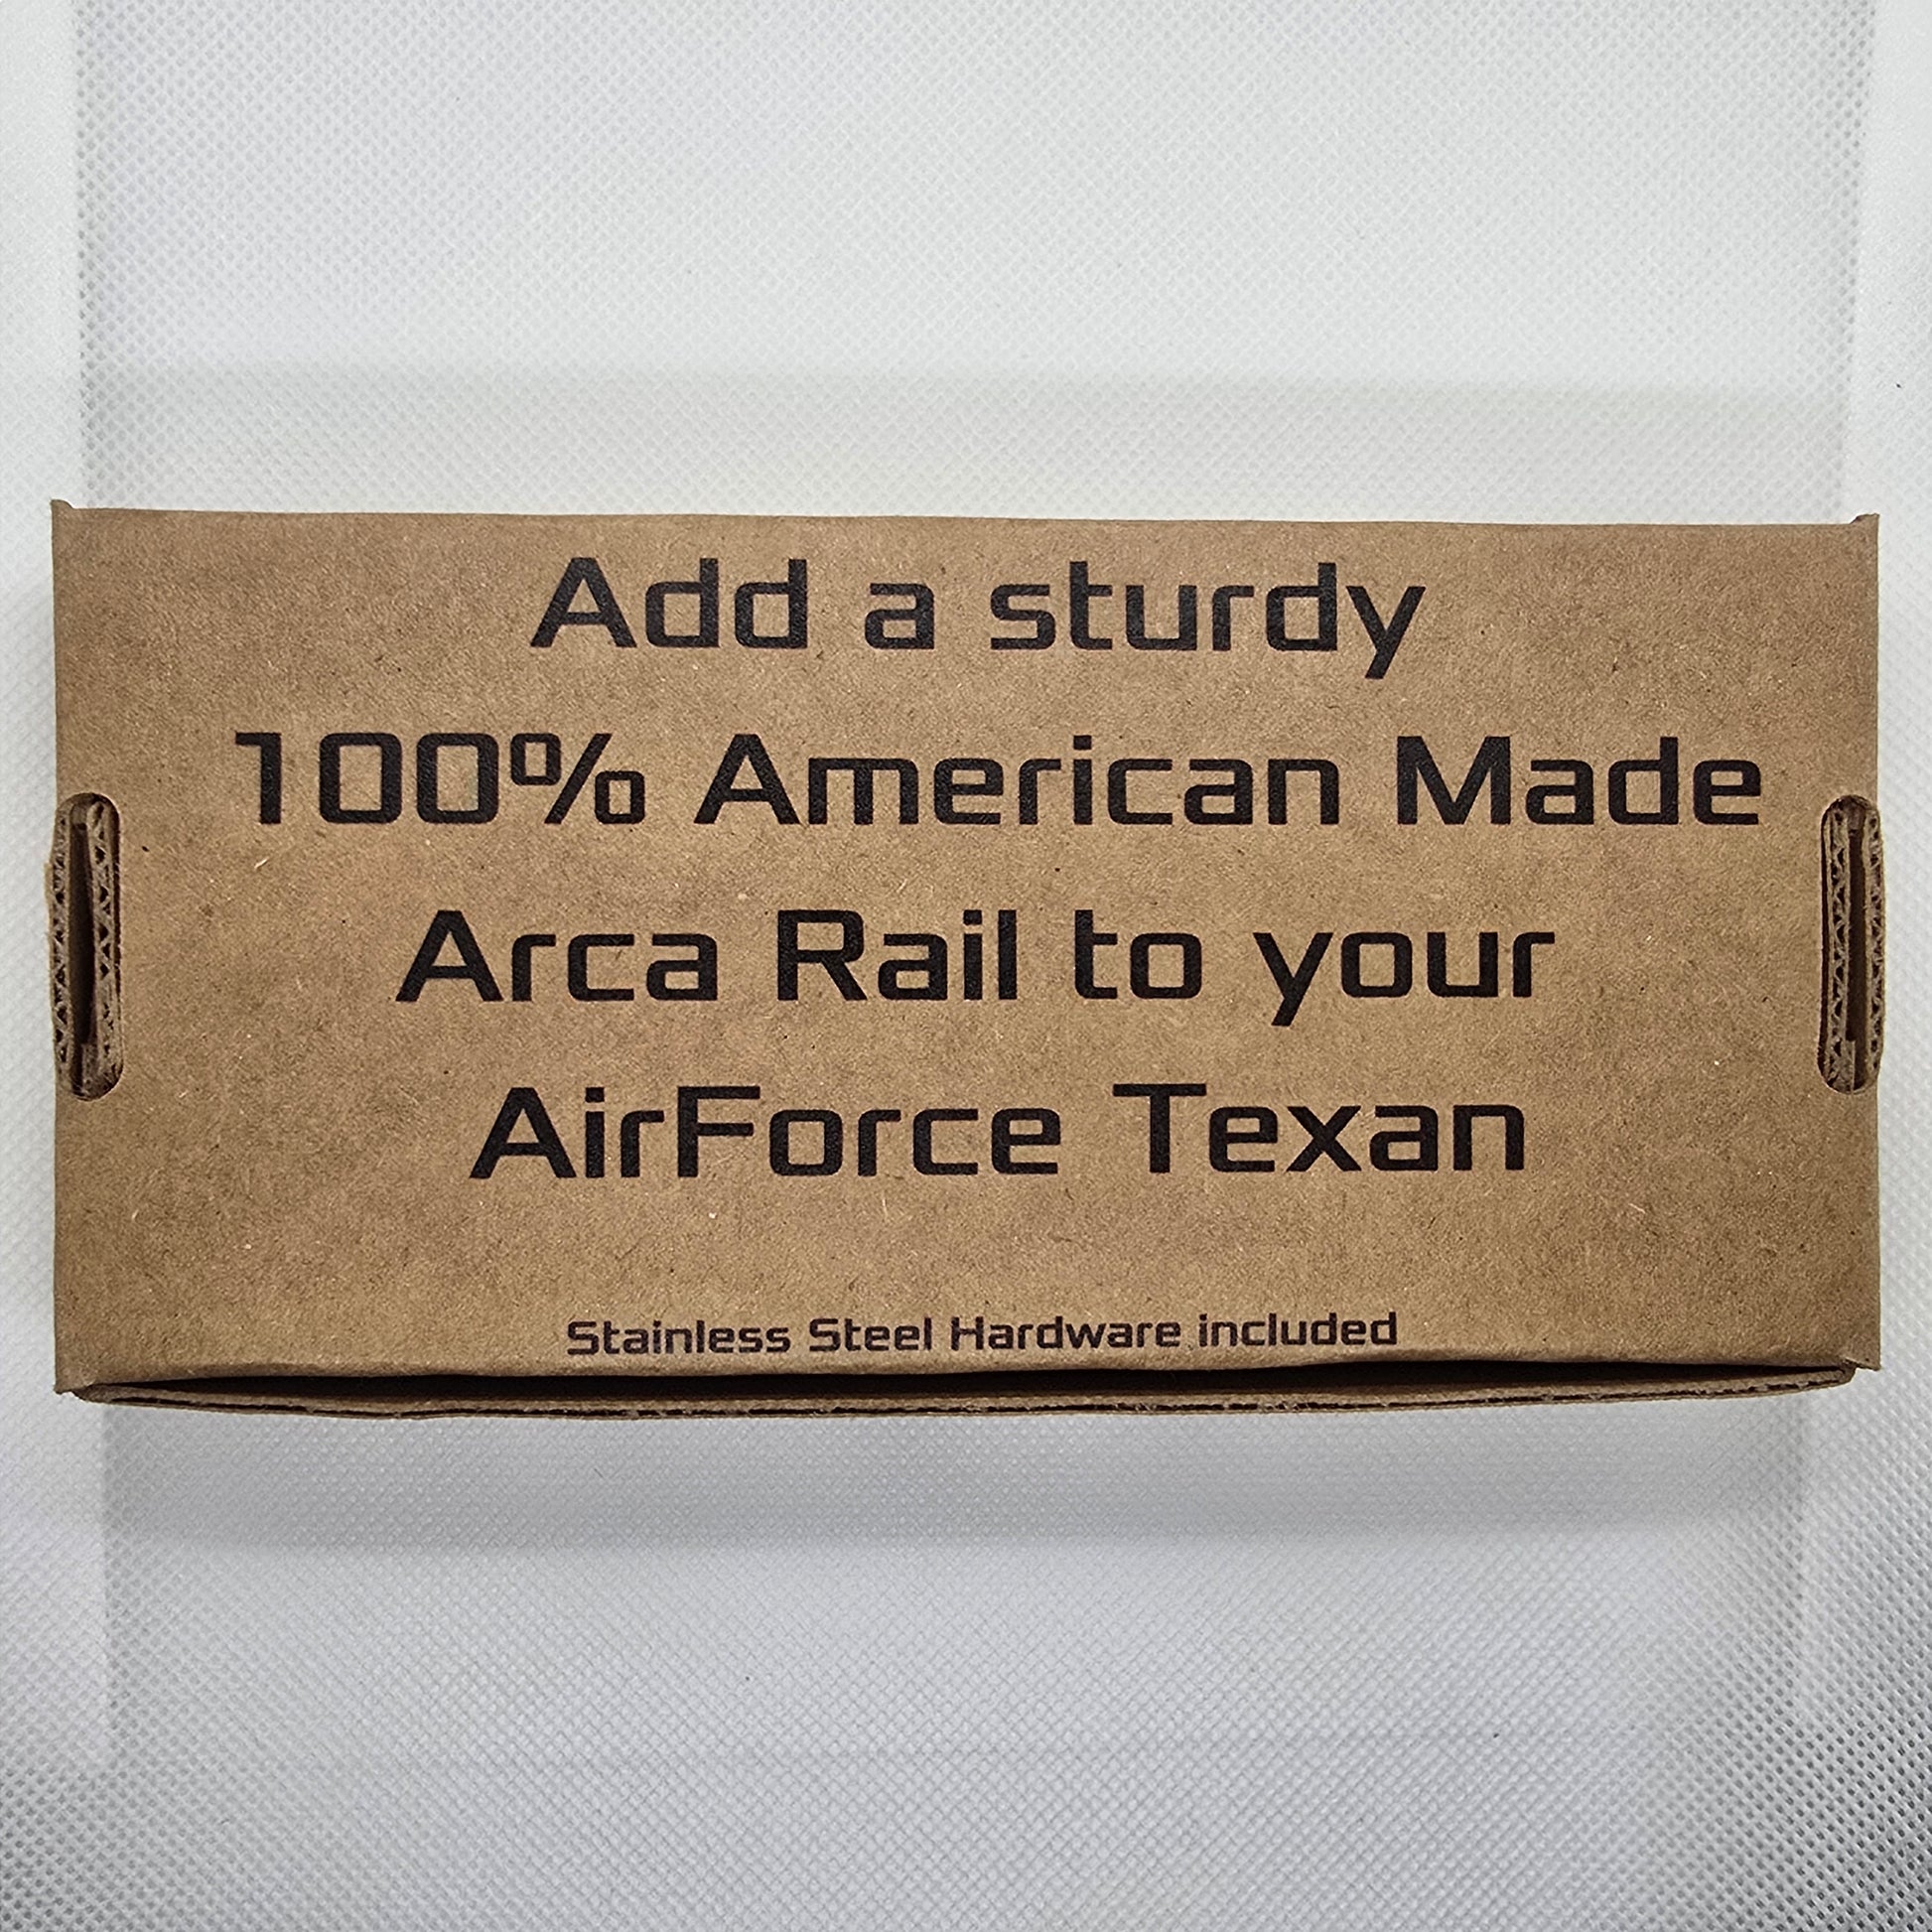 Add a sturdy
100% American Made
Arca Rail to your
AirForce Texan
Stainless Steel Hardware included